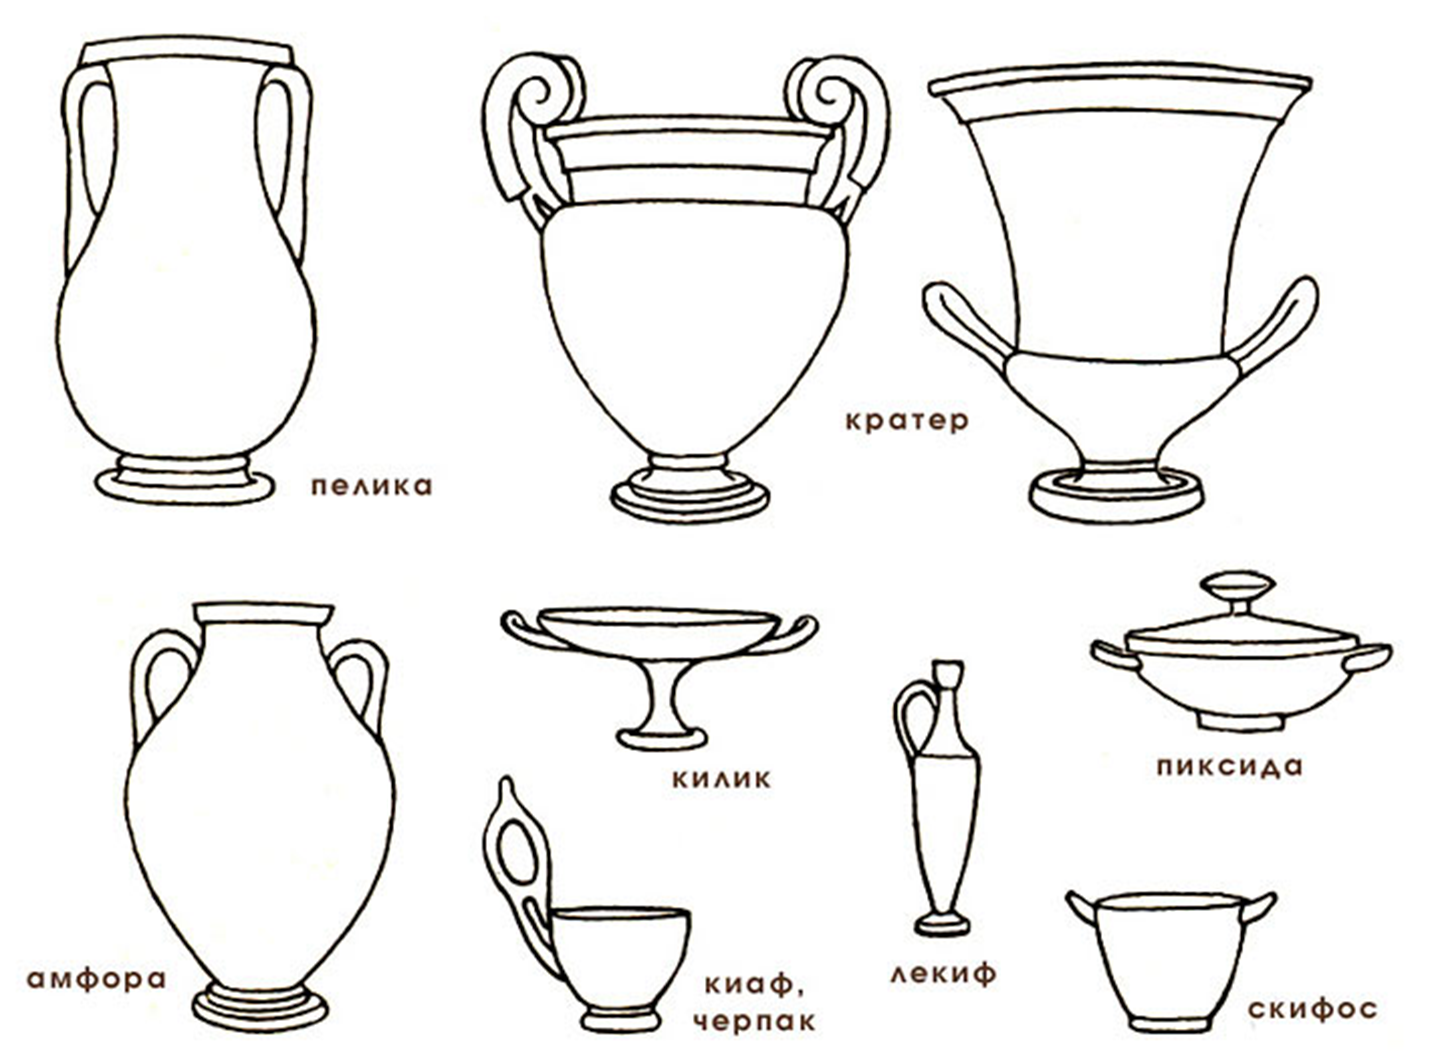 пелика
кратер
килик
пиксида
амфора
киаф,
черпак
лекиф
скифос